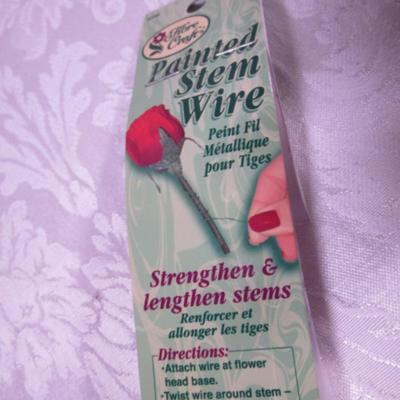 Fibre
Craft
Painted
Stem
Wire
Peint Fil
Métallique
pour Tiges
Strengthen &
lengthen stems
Renforcer et
allonger les tiges
Directions:
•Attach wire at flower
head base.
•Twist wire around stem –